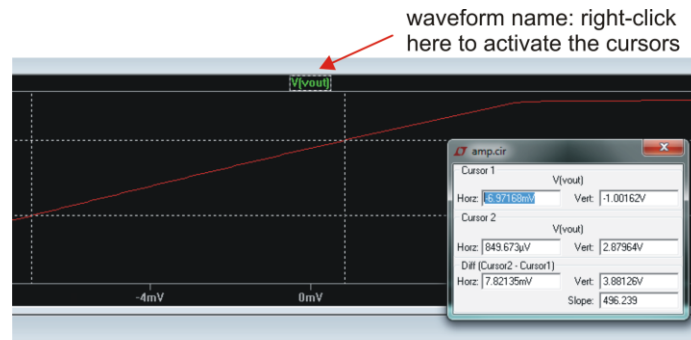 waveform name: right-click
here to activate the cursors
V(vout)
amp.cir
Cursor 1
V(vout)
Horz: -6.97168mV Vert: -1.00162V
Cursor 2
V(vout)
Horz: 849.673µV Vert: 2.87964V
Diff (Cursor2 - Cursor1)
Horz: 7.82135mV Vert: 3.88126V
Slope: 496.239
-4mV 0mV